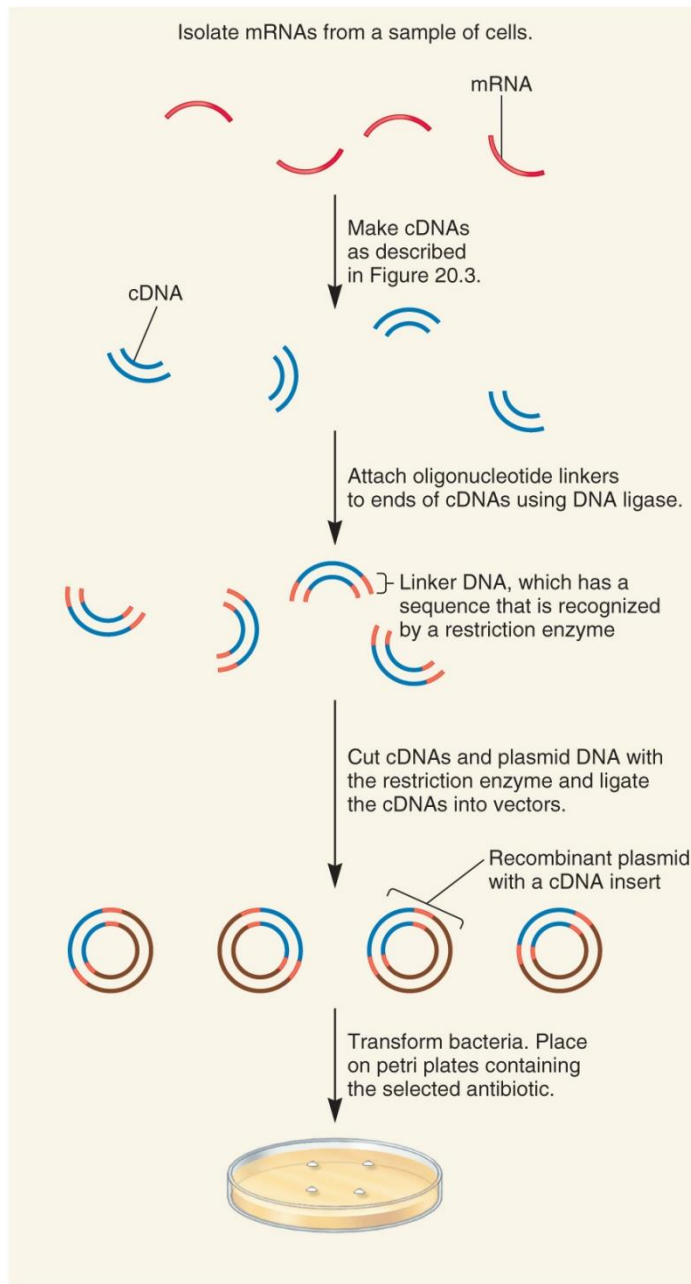 Isolate mRNAs from a sample of cells.
mRNA
Make cDNAs
as described
in Figure 20.3.
cDNA
Attach oligonucleotide linkers
to ends of cDNAs using DNA ligase.
Linker DNA, which has a
sequence that is recognized
by a restriction enzyme
Cut cDNAs and plasmid DNA with
the restriction enzyme and ligate
the cDNAs into vectors.
Recombinant plasmid
with a cDNA insert
Transform bacteria. Place
on petri plates containing
the selected antibiotic.